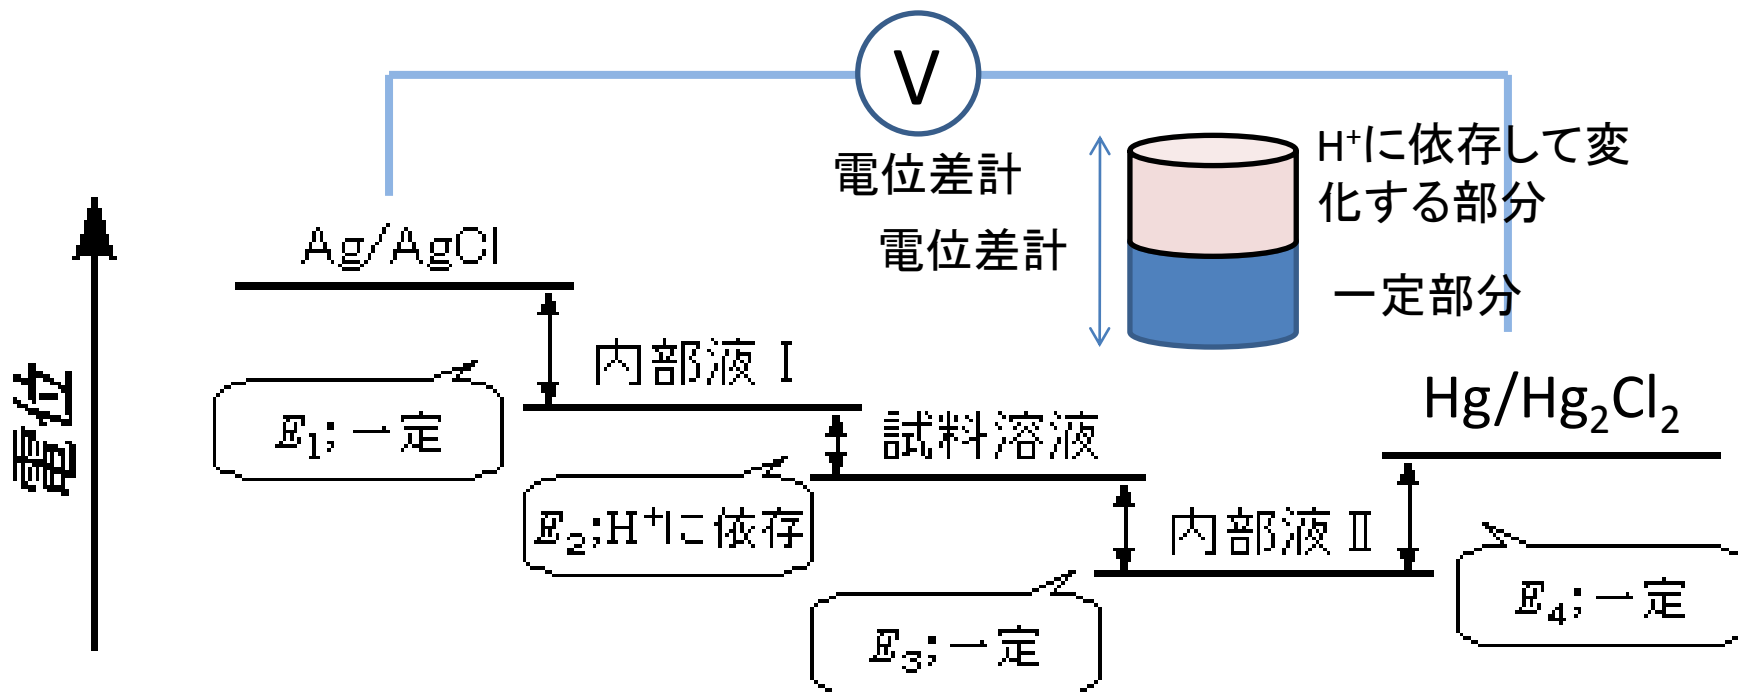 V
電位差計
H⁺に依存して変
化する部分
電位差計
一定部分
電位
Ag/AgCl
内部液 I
E₁;一定
試料溶液
Hg/Hg₂Cl₂
E₂;H⁺に依存
内部液 II
E₃;一定
E₄;一定